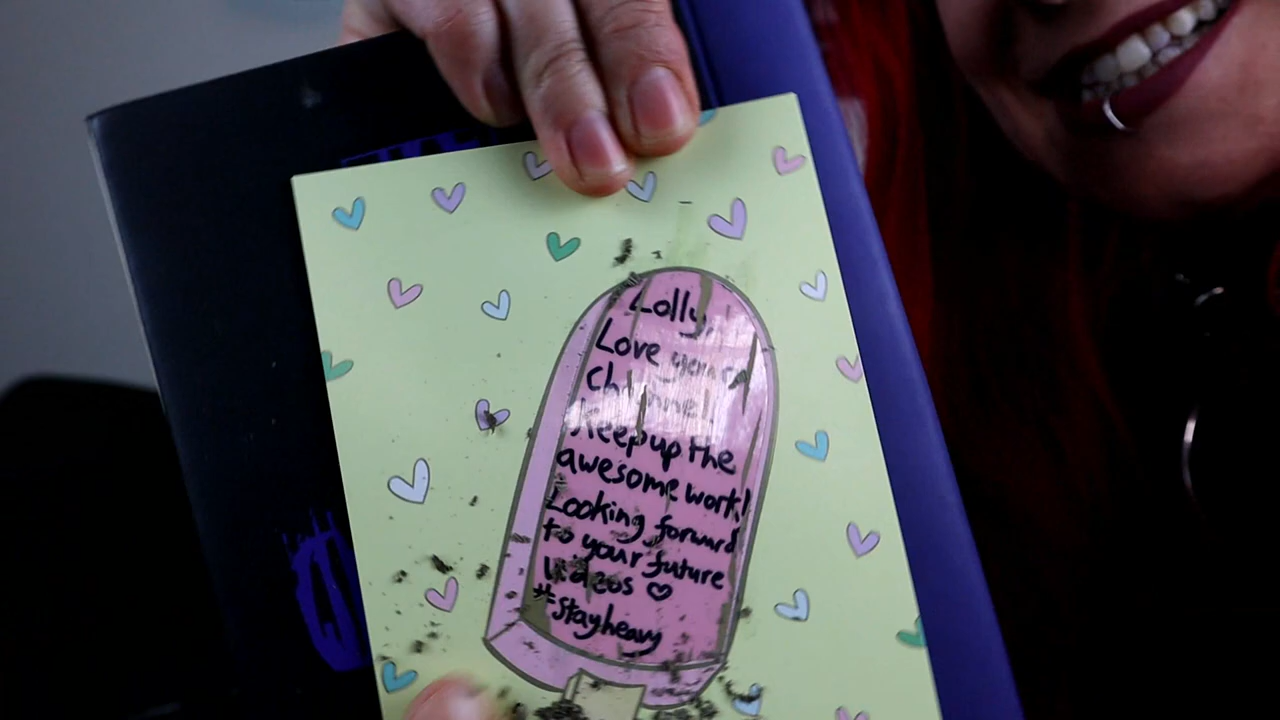 Lolly,
Love your
Channel!
Keep up the
awesome work!
Looking forward
to your future
videos
#stayheavy